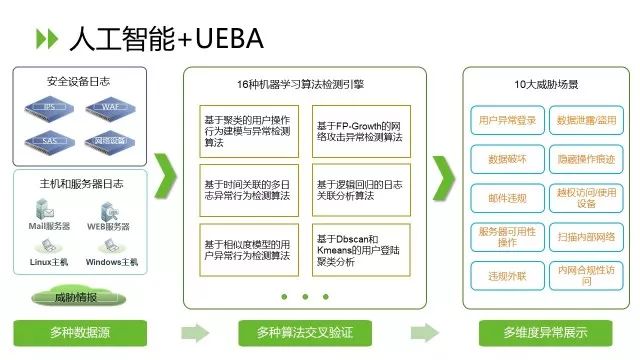 人工智能+UEBA
安全设备日志
IPS
WAF
SAS
网络设备
主机和服务器日志
Mail服务器
WEB服务器
Linux主机
Windows主机
威胁情报
多种数据源
16种机器学习算法检测引擎
基于聚类的用户操作
行为建模与异常检测
算法
基于FP-Growth的网
络攻击异常检测算法
基于时间关联的多日
志异常行为检测算法
基于逻辑回归的日志
关联分析算法
基于相似度模型的用
户异常行为检测算法
基于Dbscan和
Kmeans的用户登陆
聚类分析
多种算法交叉验证
10大威胁场景
用户异常登录
数据泄露/盗用
数据破坏
隐藏操作痕迹
邮件违规
越权访问/使用
设备
服务器可用性
操作
扫描内部网络
违规外联
内网合规性访
问
多维度异常展示